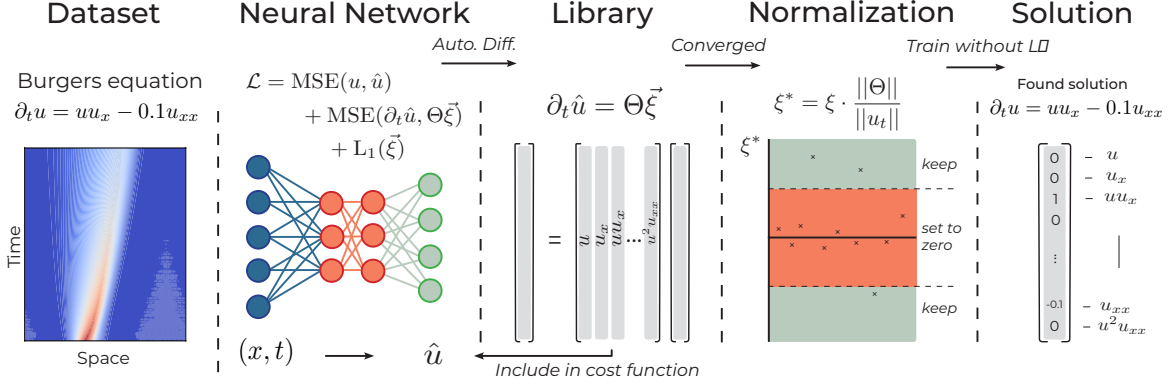 Dataset
Neural Network
Library
Normalization
Solution
Auto. Diff.
Converged
Train without L▯
Burgers equation
∂ₜu = uuₓ − 0.1uₓₓ
Time
Space
ℒ = MSE(u, û)
+ MSE(∂ₜû, Θξ⃗)
+ L₁(ξ⃗)
(x, t)
û
∂ₜû = Θξ⃗
=
u
uₓ
uuₓ
...
u²uₓₓ
Include in cost function
ξ* = ξ · ||Θ|| / ||uₜ||
ξ*
keep
set to
zero
keep
Found solution
∂ₜu = uuₓ − 0.1uₓₓ
0 – u
0 – uₓ
1 – uuₓ
0
...
-0.1 – uₓₓ
0 – u²uₓₓ